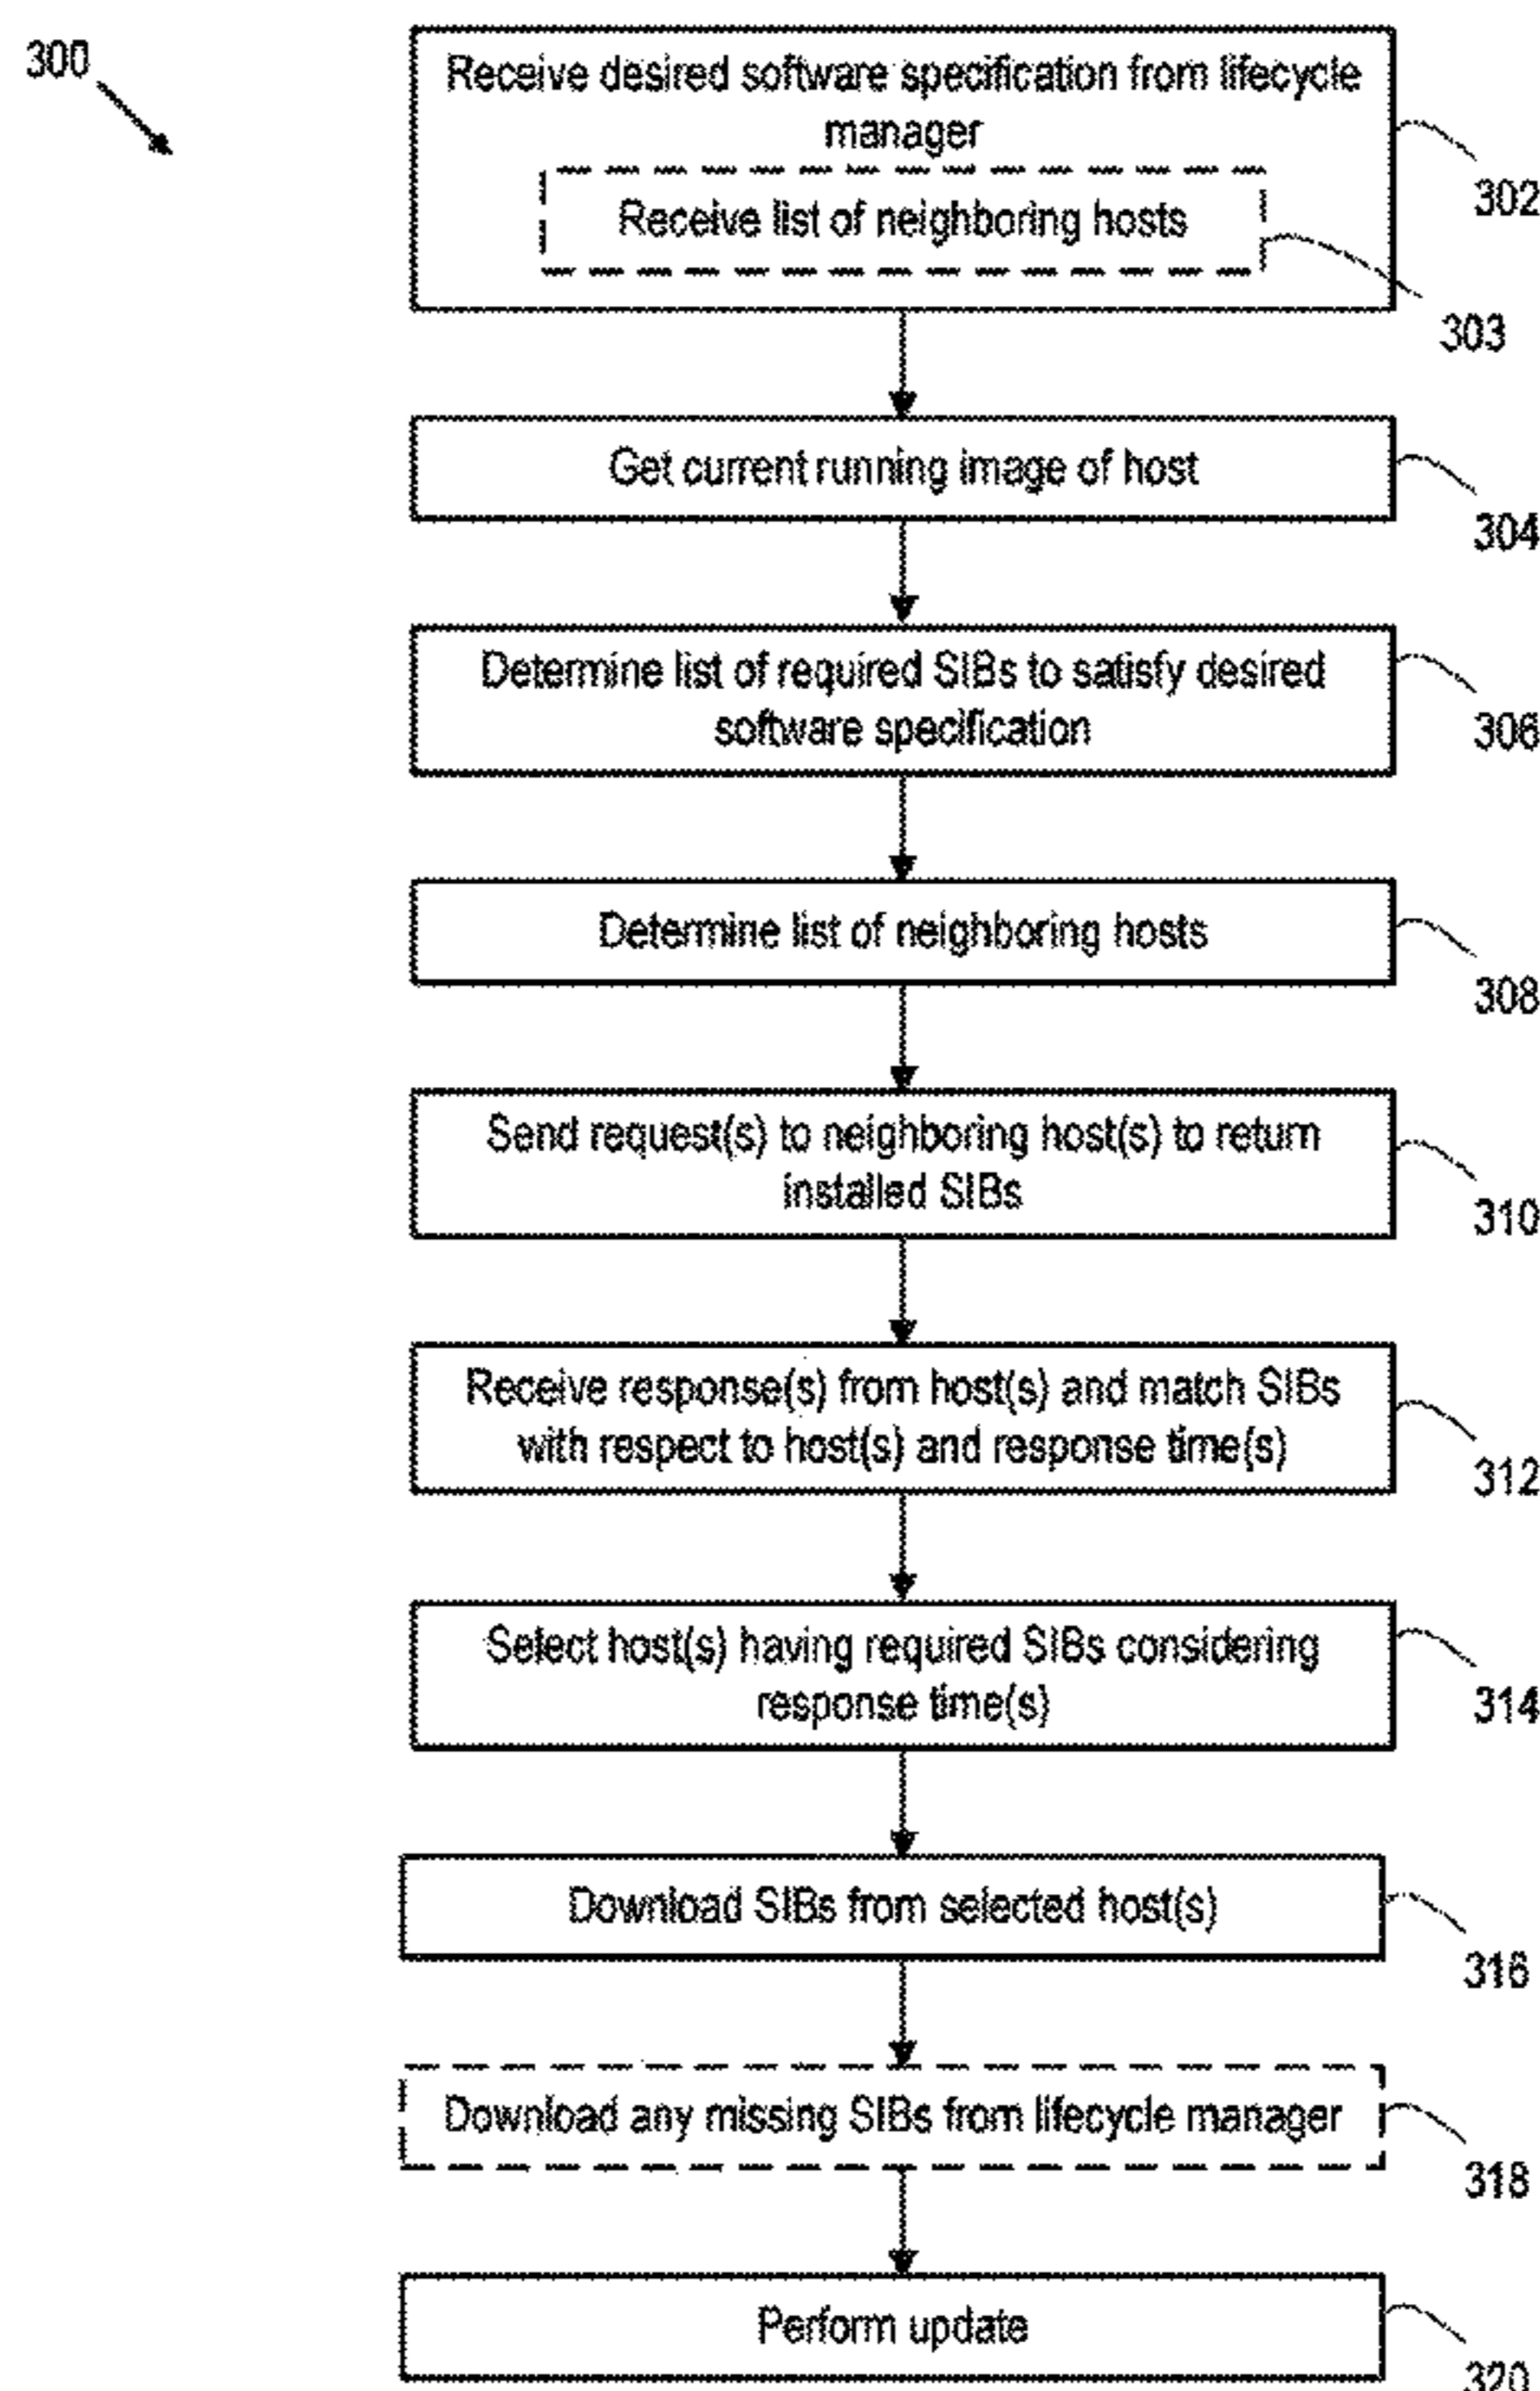 300
Receive desired software specification from lifecycle
manager
302
Receive list of neighboring hosts
303
Get current running image of host
304
Determine list of required SIBs to satisfy desired
software specification
306
Determine list of neighboring hosts
308
Send request(s) to neighboring host(s) to return
installed SIBs
310
Receive response(s) from host(s) and match SIBs
with respect to host(s) and response time(s)
312
Select host(s) having required SIBs considering
response time(s)
314
Download SIBs from selected host(s)
316
Download any missing SIBs from lifecycle manager
318
Perform update
320